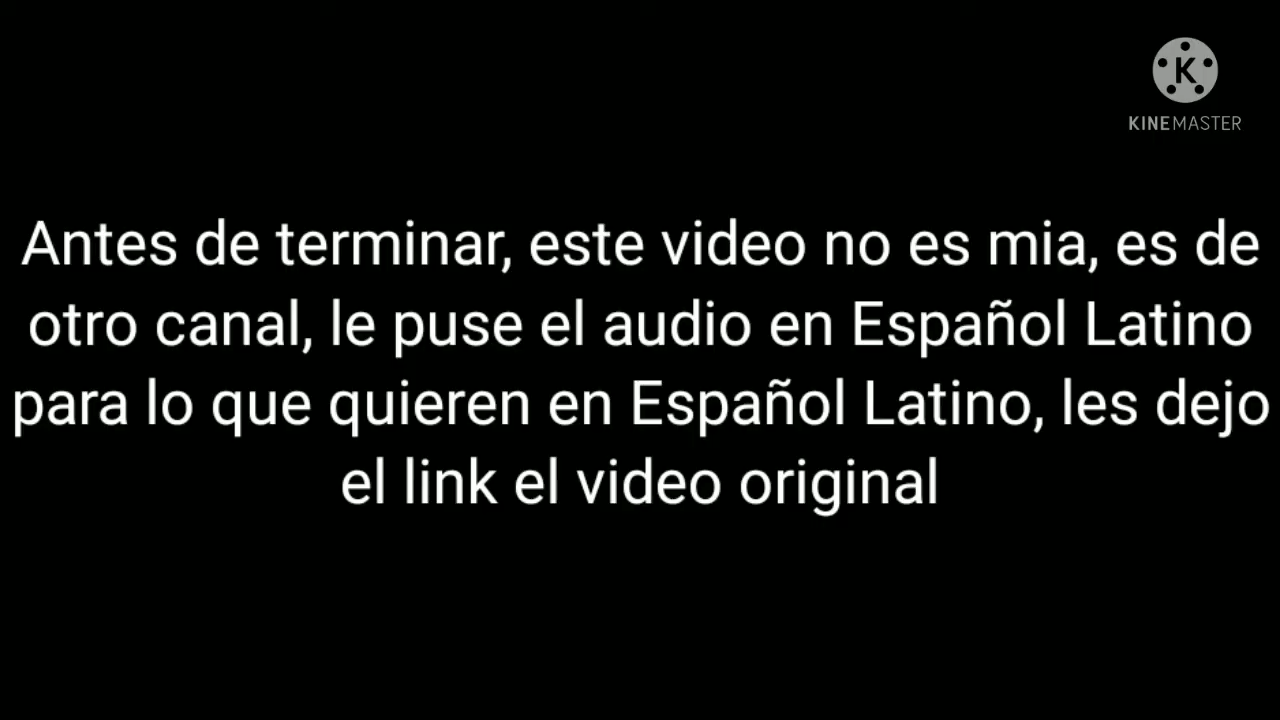 KINEMASTER
Antes de terminar, este video no es mia, es de
otro canal, le puse el audio en Español Latino
para lo que quieren en Español Latino, les dejo
el link el video original